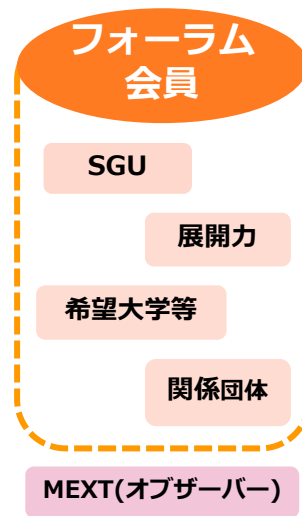 フォーラム
会員
SGU
展開力
希望大学等
関係団体
MEXT(オブザーバー)